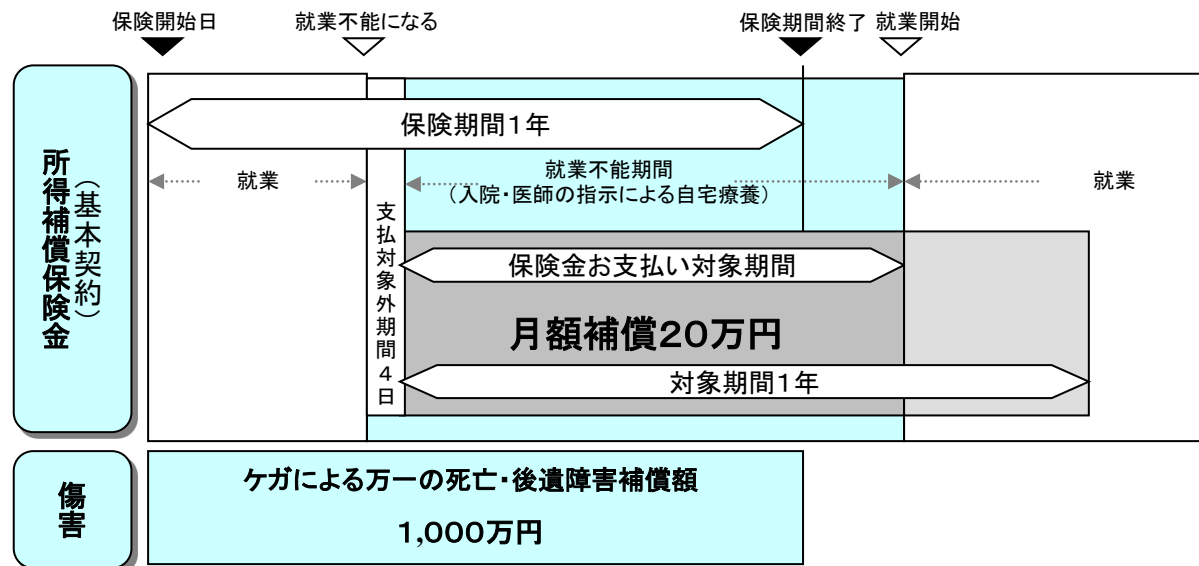 保険開始日
就業不能になる
保険期間終了
就業開始
所得補償保険金
（基本契約）
保険期間１年
就業
就業不能期間
（入院・医師の指示による自宅療養）
就業
支払対象外期間４日
保険金お支払い対象期間
月額補償２０万円
対象期間１年
傷害
ケガによる万一の死亡・後遺障害補償額
１,０００万円